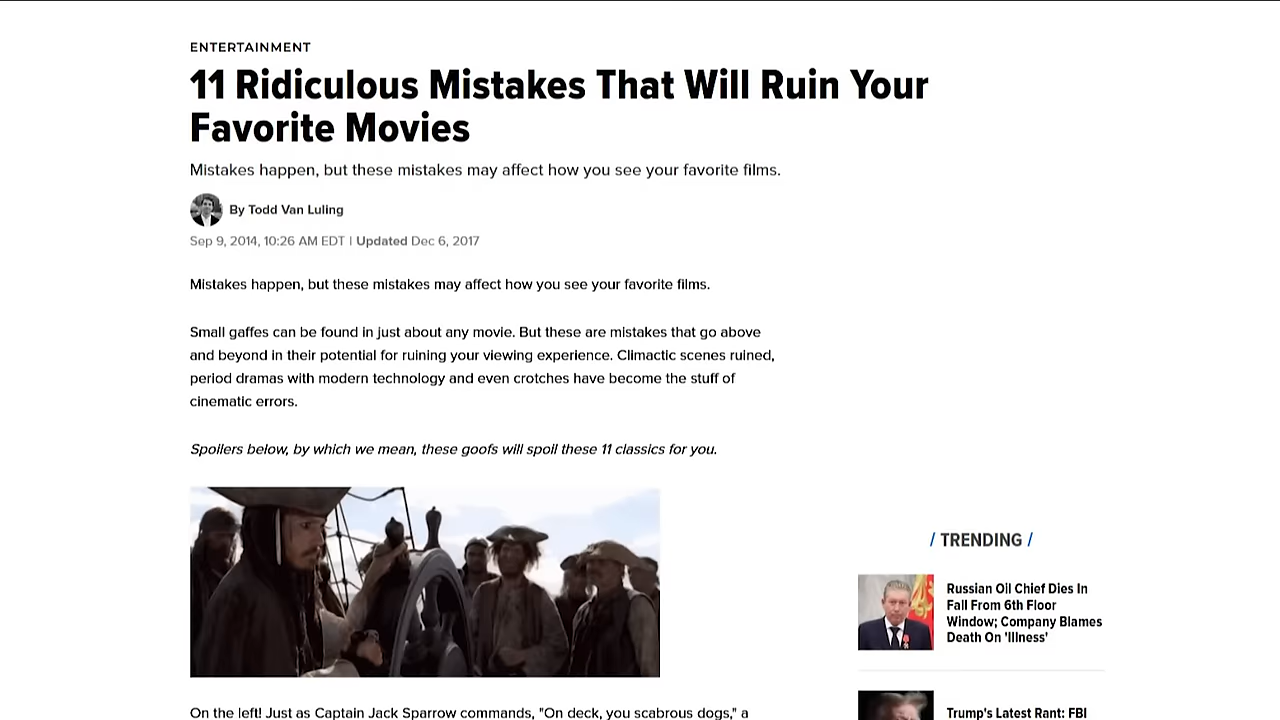 ENTERTAINMENT
11 Ridiculous Mistakes That Will Ruin Your
Favorite Movies
Mistakes happen, but these mistakes may affect how you see your favorite films.
By Todd Van Luling
Sep 9, 2014, 10:26 AM EDT | Updated Dec 6, 2017
Mistakes happen, but these mistakes may affect how you see your favorite films.
Small gaffes can be found in just about any movie. But these are mistakes that go above
and beyond in their potential for ruining your viewing experience. Climactic scenes ruined,
period dramas with modern technology and even crotches have become the stuff of
cinematic errors.
Spoilers below, by which we mean, these goofs will spoil these 11 classics for you.
On the left! Just as Captain Jack Sparrow commands, "On deck, you scabrous dogs," a
/ TRENDING /
Russian Oil Chief Dies In
Fall From 6th Floor
Window; Company Blames
Death On 'Illness'
Trump's Latest Rant: FBI